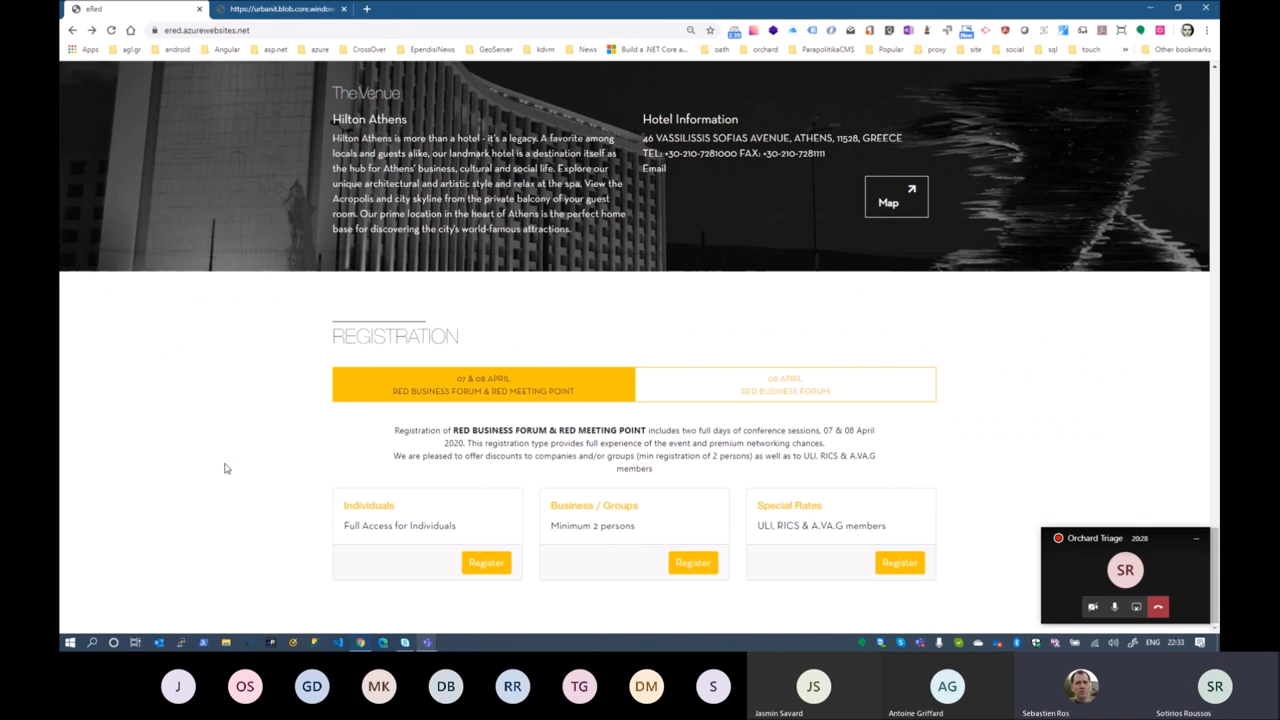 eRed
https://urbanit.blob.core.window
ered.azurewebsites.net
Apps agl.gr android Angular asp.net azure CrossOver EpendisiNews GeoServer kdvm News Build a .NET Core a... oath orchard ParapolitikaCMS Popular proxy site social sql touch Other bookmarks
The Venue
Hilton Athens
Hilton Athens is more than a hotel - it's a legacy. A favorite among
locals and guests alike, our landmark hotel is a destination itself as
the hub for Athens' business, cultural and social life. Explore our
unique architectural and artistic style and relax at the spa. View the
Acropolis and city skyline from the private balcony of your guest
room. Our prime location in the heart of Athens is the perfect home
base for discovering the city's world-famous attractions.
Hotel Information
46 VASSILISSIS SOFIAS AVENUE, ATHENS, 11528, GREECE
TEL: +30-210-7281000 FAX: +30-210-7281111
Email
Map
REGISTRATION
07 & 08 APRIL
RED BUSINESS FORUM & RED MEETING POINT
08 APRIL
RED BUSINESS FORUM
Registration of RED BUSINESS FORUM & RED MEETING POINT includes two full days of conference sessions, 07 & 08 April
2020. This registration type provides full experience of the event and premium networking chances.
We are pleased to offer discounts to companies and/or groups (min registration of 2 persons) as well as to ULI, RICS & A.VA.G
members
Individuals
Full Access for Individuals
Register
Business / Groups
Minimum 2 persons
Register
Special Rates
ULI, RICS & A.VA.G members
Register
Orchard Triage 20:28
SR
ENG 22:33
J OS GD MK DB RR TG DM S JS AG SR
Jasmin Savard Antoine Griffard Sebastien Ros Sotirios Roussos